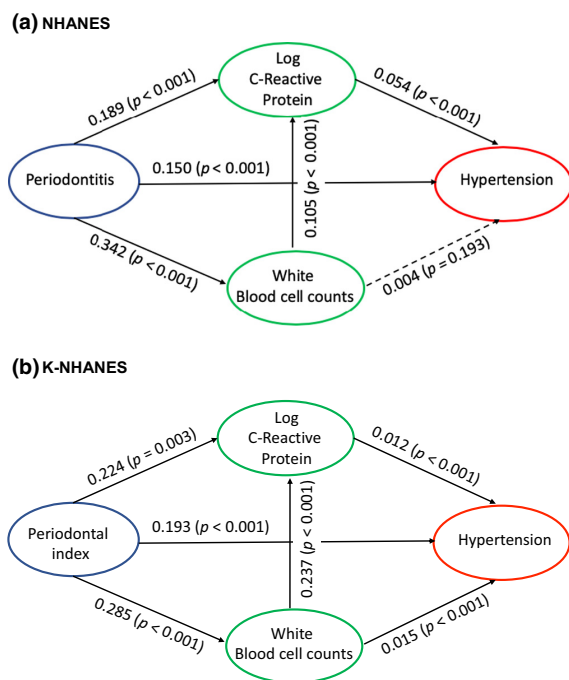 (a) NHANES
Log
C-Reactive
Protein
0.189 (p < 0.001)
0.054 (p < 0.001)
Periodontitis
0.150 (p < 0.001)
0.105 (p < 0.001)
Hypertension
0.342 (p < 0.001)
White
Blood cell counts
0.004 (p = 0.193)
(b) K-NHANES
Log
C-Reactive
Protein
0.224 (p = 0.003)
0.012 (p < 0.001)
Periodontal
index
0.193 (p < 0.001)
0.237 (p < 0.001)
Hypertension
0.285 (p < 0.001)
White
Blood cell counts
0.015 (p < 0.001)